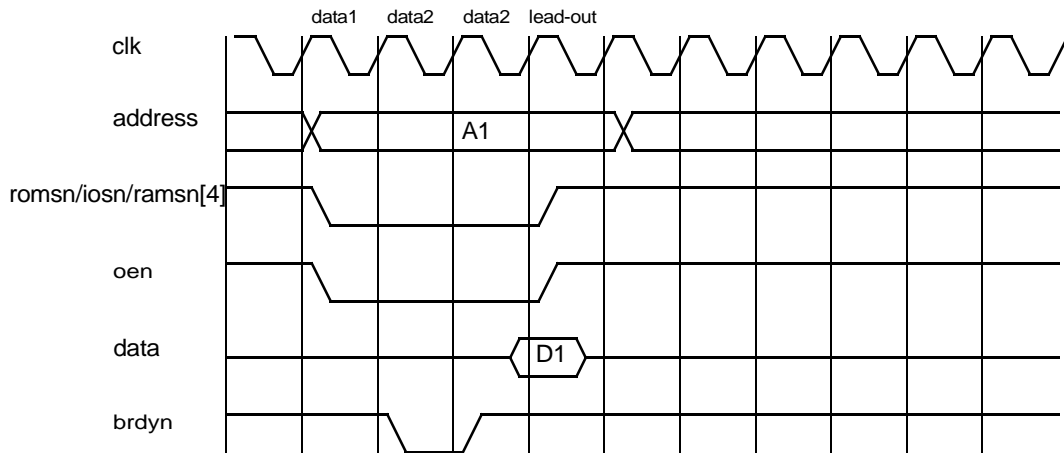 data1 data2 data2 lead-out
clk
address
A1
romsn/iosn/ramsn[4]
oen
data
D1
brdyn